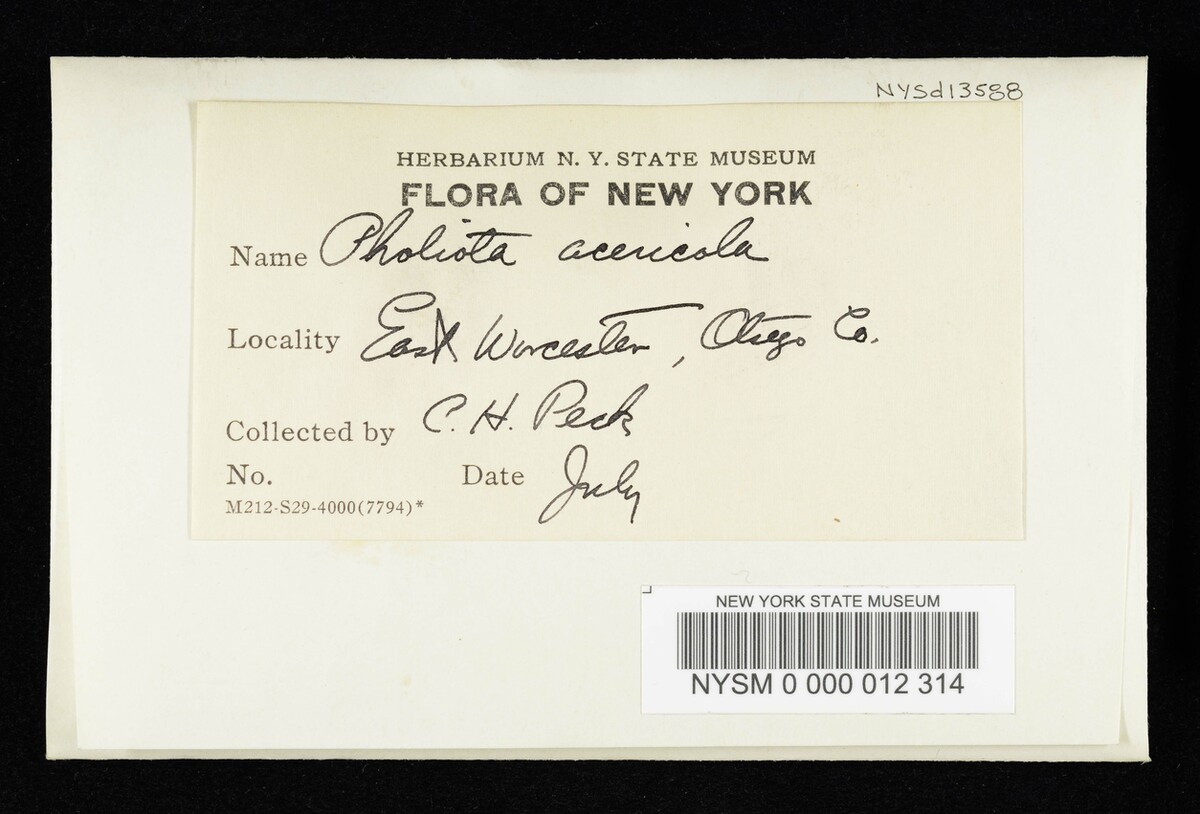 NYSd13588
HERBARIUM N. Y. STATE MUSEUM
FLORA OF NEW YORK
Name Pholiota acericola
Locality East Worcester, Otsego Co.
Collected by C. H. Peck
No. Date July
M212-S29-4000(7794)*
NEW YORK STATE MUSEUM
NYSM 0 000 012 314